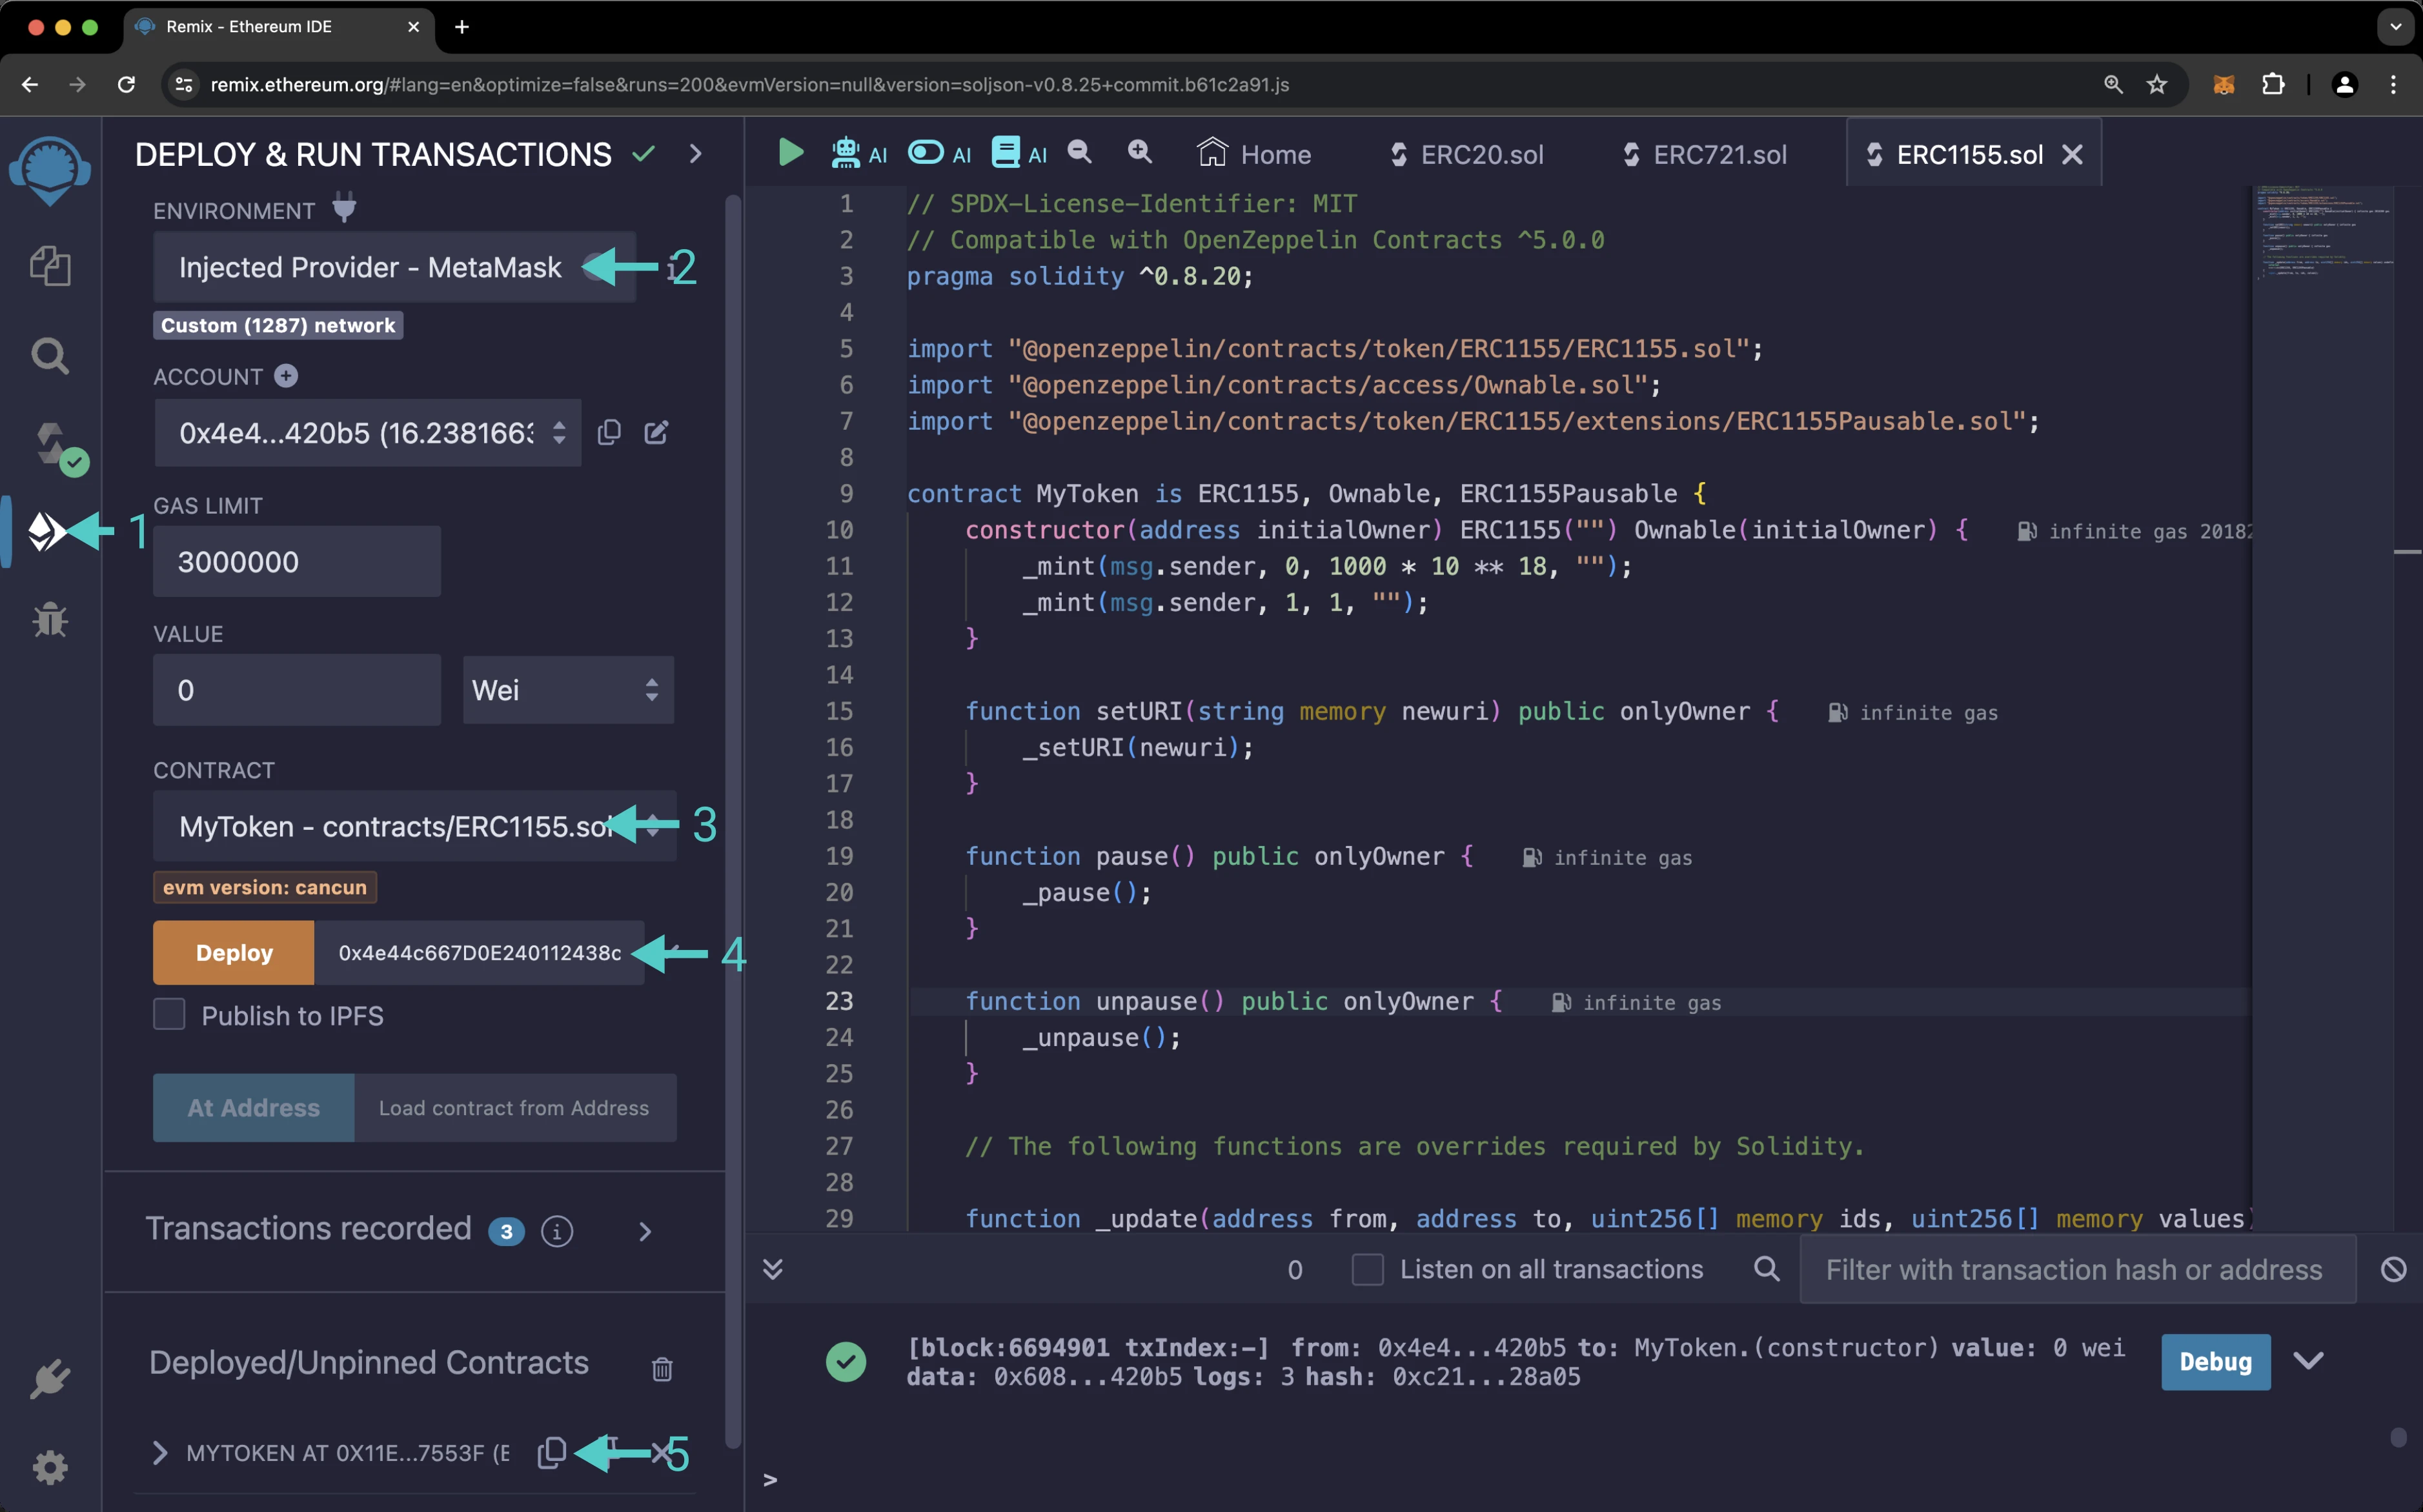 Remix - Ethereum IDE
remix.ethereum.org/#lang=en&optimize=false&runs=200&evmVersion=null&version=soljson-v0.8.25+commit.b61c2a91.js
DEPLOY & RUN TRANSACTIONS
ENVIRONMENT
Injected Provider - MetaMask
2
Custom (1287) network
ACCOUNT
0x4e4...420b5 (16.2381663
GAS LIMIT
1
3000000
VALUE
0
Wei
CONTRACT
MyToken - contracts/ERC1155.sol
3
evm version: cancun
Deploy
0x4e44c667D0E240112438c
4
Publish to IPFS
At Address
Load contract from Address
Transactions recorded 3 i
Deployed/Unpinned Contracts
MYTOKEN AT 0X11E...7553F (E
5
AI AI AI Home ERC20.sol ERC721.sol ERC1155.sol
1 // SPDX-License-Identifier: MIT
2 // Compatible with OpenZeppelin Contracts ^5.0.0
3 pragma solidity ^0.8.20;
4
5 import "@openzeppelin/contracts/token/ERC1155/ERC1155.sol";
6 import "@openzeppelin/contracts/access/Ownable.sol";
7 import "@openzeppelin/contracts/token/ERC1155/extensions/ERC1155Pausable.sol";
8
9 contract MyToken is ERC1155, Ownable, ERC1155Pausable {
10 constructor(address initialOwner) ERC1155("") Ownable(initialOwner) { infinite gas 20182
11 _mint(msg.sender, 0, 1000 * 10 ** 18, "");
12 _mint(msg.sender, 1, 1, "");
13 }
14
15 function setURI(string memory newuri) public onlyOwner { infinite gas
16 _setURI(newuri);
17 }
18
19 function pause() public onlyOwner { infinite gas
20 _pause();
21 }
22
23 function unpause() public onlyOwner { infinite gas
24 _unpause();
25 }
26
27 // The following functions are overrides required by Solidity.
28
29 function _update(address from, address to, uint256[] memory ids, uint256[] memory values)
0 Listen on all transactions Filter with transaction hash or address
[block:6694901 txIndex:-] from: 0x4e4...420b5 to: MyToken.(constructor) value: 0 wei
data: 0x608...420b5 logs: 3 hash: 0xc21...28a05
Debug
>